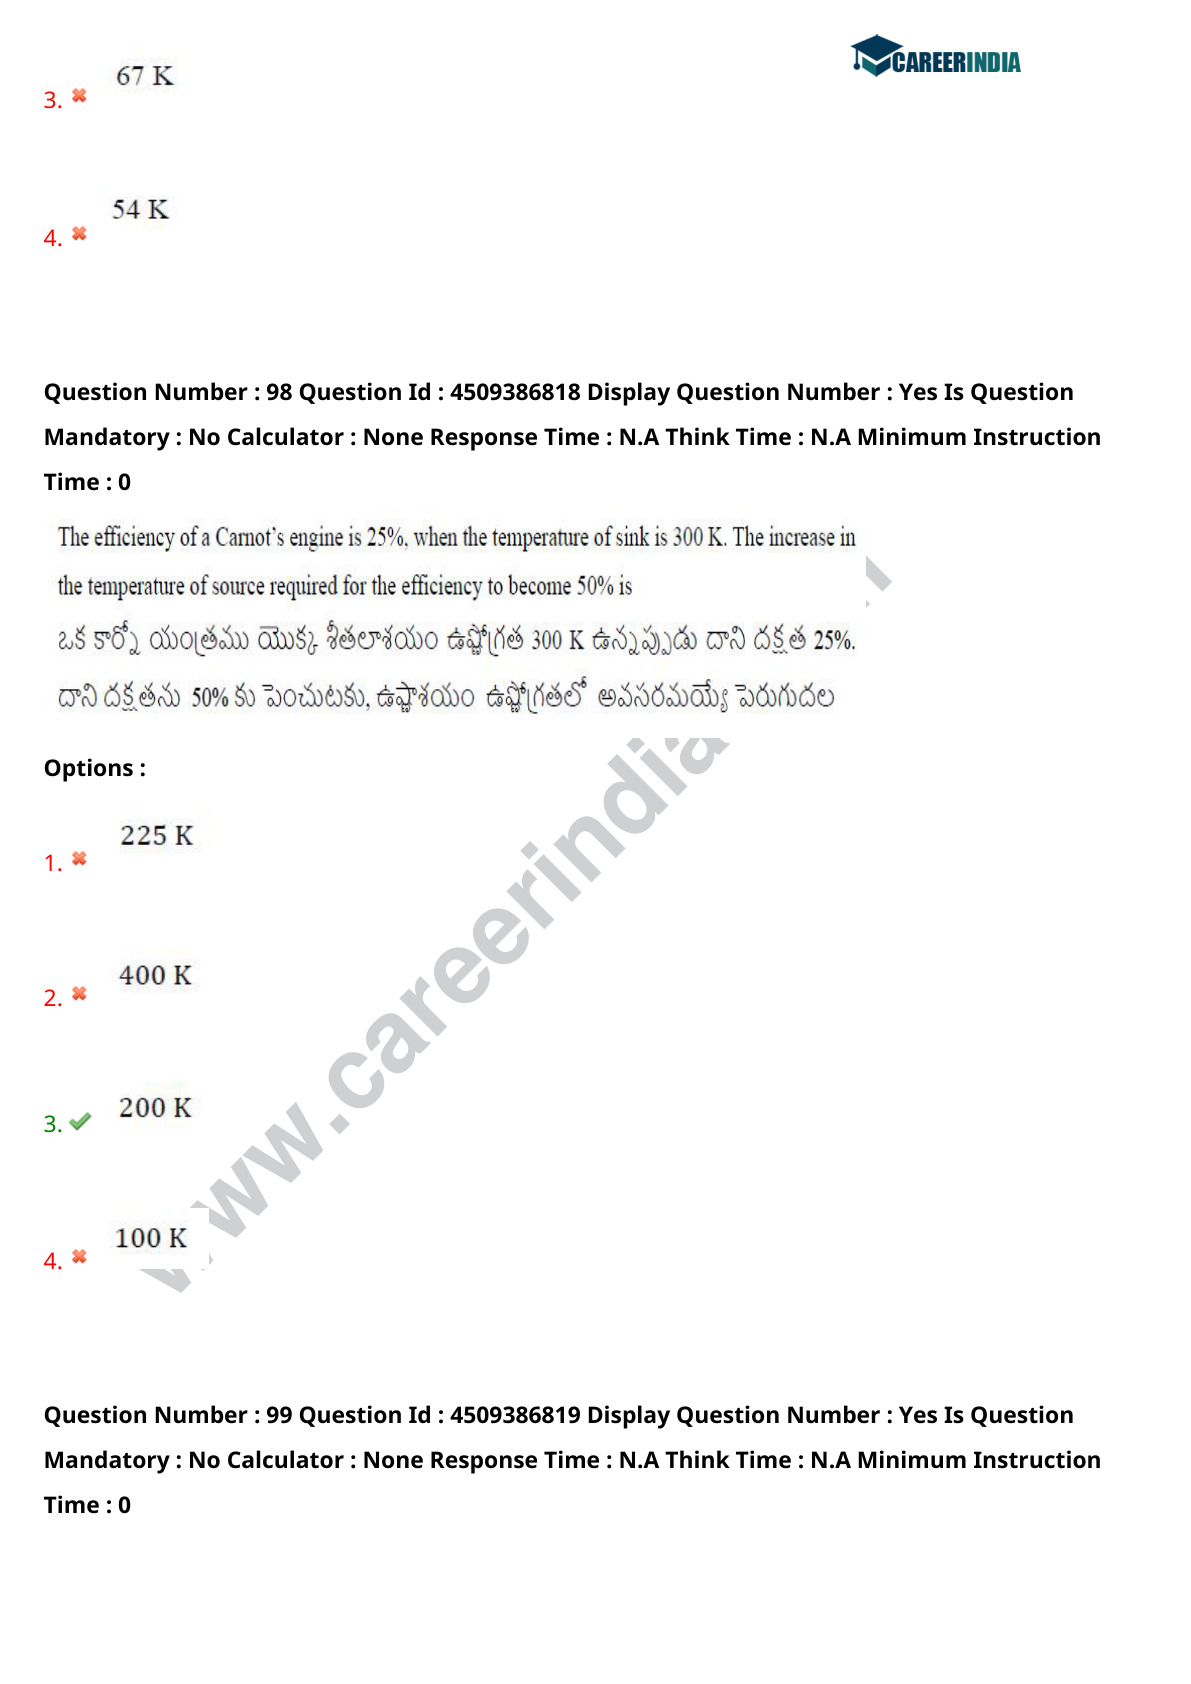 CAREERINDIA
67 K
3.
54 K
4.
Question Number : 98 Question Id : 4509386818 Display Question Number : Yes Is Question
Mandatory : No Calculator : None Response Time : N.A Think Time : N.A Minimum Instruction
Time : 0
The efficiency of a Carnot's engine is 25%, when the temperature of sink is 300 K. The increase in
the temperature of source required for the efficiency to become 50% is
ఒక కార్నో యంత్రము యొక్క శీతలాశయం ఉష్ణోగ్రత 300 K ఉన్నప్పుడు దాని దక్షత 25%.
దాని దక్షతను 50% కు పెంచుటకు, ఉష్ణాశయం ఉష్ణోగ్రతలో అవసరమయ్యే పెరుగుదల
Options :
225 K
1.
400 K
2.
200 K
3.
100 K
4.
www.careerindia
Question Number : 99 Question Id : 4509386819 Display Question Number : Yes Is Question
Mandatory : No Calculator : None Response Time : N.A Think Time : N.A Minimum Instruction
Time : 0